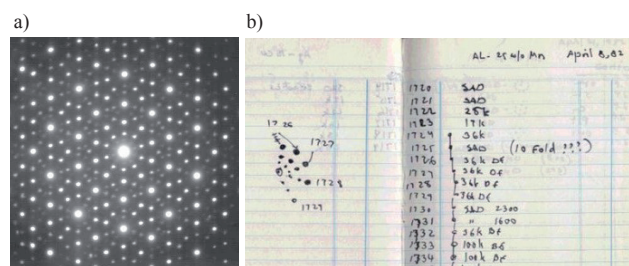 a)
b)
AL-25 w/o Mn April 8, 82
1720 SAD
1721 SAD
1722 25k
1723 17k
1724 36k
1725 SAD (10 Fold ???)
1726 36k DF
1727 36k DF
1728 36k DF
1729 36k DF
1730 SAD 2300
1731 " 1600
1732 36k DF
1733 100k BF
1734 100k BF
1726
1727
1728
1729